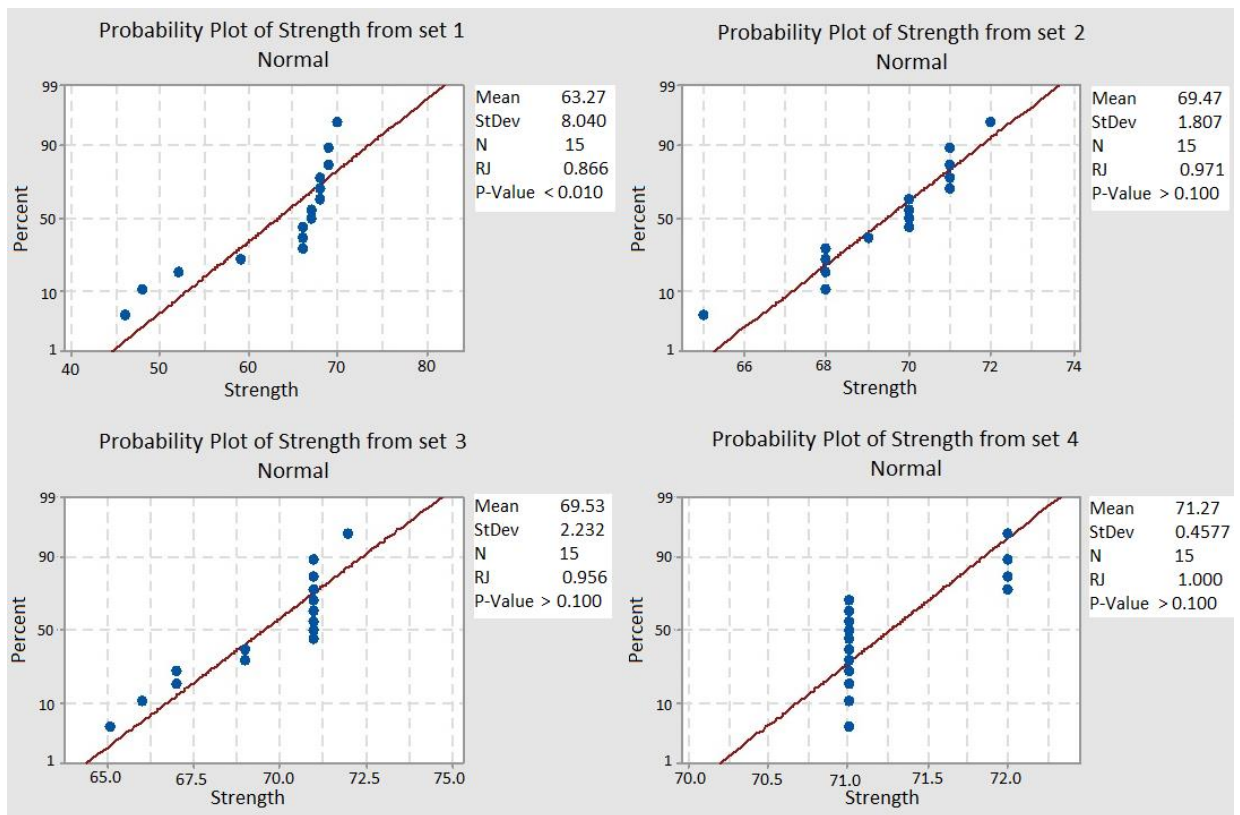 Probability Plot of Strength from set 1
Normal
99
90
50
10
1
Percent
40 50 60 70 80
Strength
Mean 63.27
StDev 8.040
N 15
RJ 0.866
P-Value < 0.010
Probability Plot of Strength from set 2
Normal
99
90
50
10
1
Percent
66 68 70 72 74
Strength
Mean 69.47
StDev 1.807
N 15
RJ 0.971
P-Value > 0.100
Probability Plot of Strength from set 3
Normal
99
90
50
10
1
Percent
65.0 67.5 70.0 72.5 75.0
Strength
Mean 69.53
StDev 2.232
N 15
RJ 0.956
P-Value > 0.100
Probability Plot of Strength from set 4
Normal
99
90
50
10
1
Percent
70.0 70.5 71.0 71.5 72.0
Strength
Mean 71.27
StDev 0.4577
N 15
RJ 1.000
P-Value > 0.100